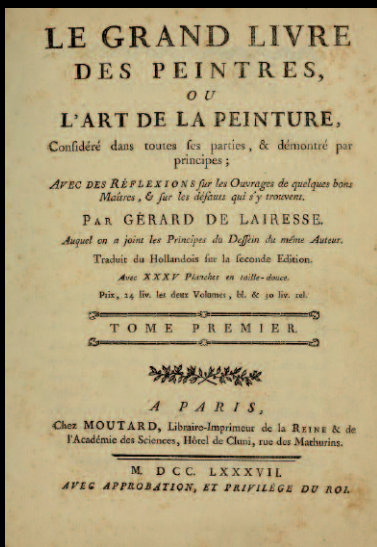 LE GRAND LIVRE
DES PEINTRES,
OU
L'ART DE LA PEINTURE,
Conſidéré dans toutes ſes parties, & démontré par
principes ;
AVEC DES RÉFLEXIONS ſur les Ouvrages de quelques bons
Maîtres, & ſur les défauts qui s'y trouvent.
PAR GÉRARD DE LAIRESSE.
Auquel on a joint les Principes du Deſſein du même Auteur.
Traduit du Hollandois ſur la ſeconde Edition.
Avec XXXV Planches en taille-douce.
Prix, 24 liv. les deux Volumes, bl. & 30 liv. rel.
TOME PREMIER.
A PARIS,
Chez MOUTARD, Libraire-Imprimeur de la REINE & de
l'Académie des Sciences, Hôtel de Cluni, rue des Mathurins.
M. DCC. LXXXVII.
AVEC APPROBATION, ET PRIVILÉGE DU ROI.